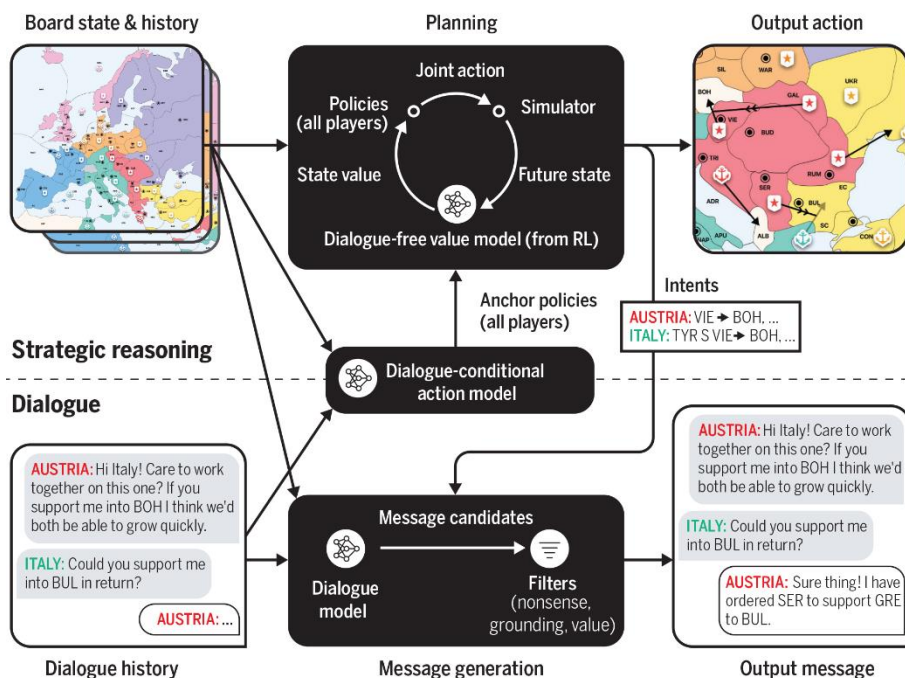 Board state & history
Planning
Output action
Joint action
Policies
(all players)
Simulator
State value
Future state
Dialogue-free value model (from RL)
SIL
WAR
UKR
BOH
GAL
VIE
BUD
TRI
RUM
SER
EC
ADR
BUL
SC
ALB
NAP
APU
CON
Anchor policies
(all players)
Intents
AUSTRIA: VIE ➔ BOH, ...
ITALY: TYR S VIE ➔ BOH, ...
Strategic reasoning
Dialogue-conditional
action model
Dialogue
AUSTRIA: Hi Italy! Care to work
together on this one? If you
support me into BOH I think we'd
both be able to grow quickly.
ITALY: Could you support me
into BUL in return?
AUSTRIA: ...
Dialogue history
Message candidates
Dialogue
model
Filters
(nonsense,
grounding, value)
Message generation
AUSTRIA: Hi Italy! Care to work
together on this one? If you
support me into BOH I think we'd
both be able to grow quickly.
ITALY: Could you support me
into BUL in return?
AUSTRIA: Sure thing! I have
ordered SER to support GRE
to BUL.
Output message